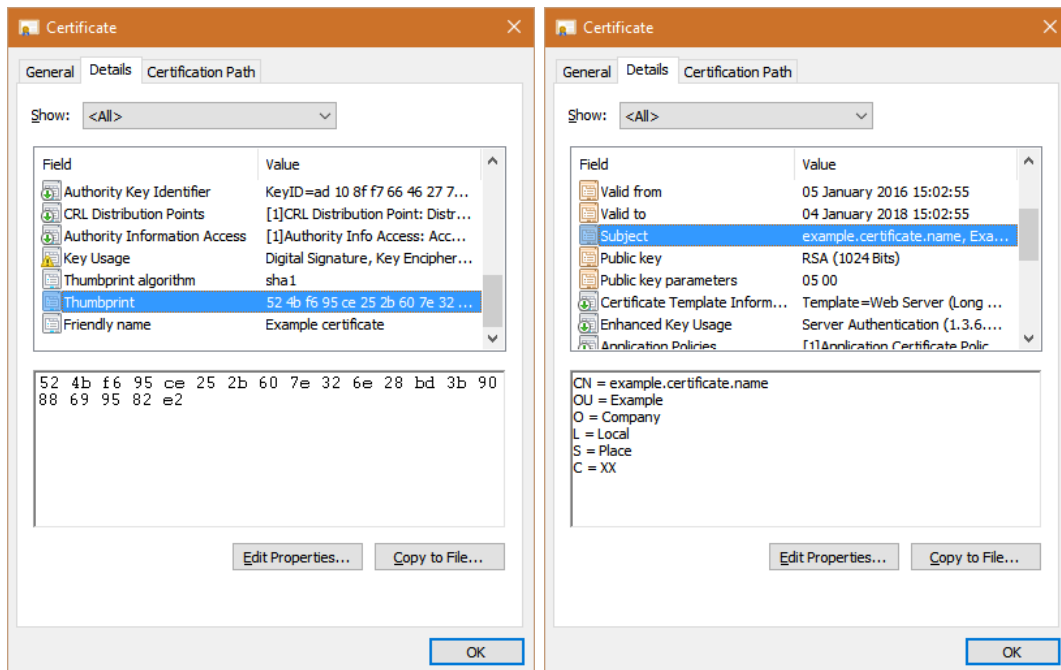 Certificate
General Details Certification Path
Show: <All>
Field Value
Authority Key Identifier KeyID=ad 10 8f f7 66 46 27 7...
CRL Distribution Points [1]CRL Distribution Point: Distr...
Authority Information Access [1]Authority Info Access: Acc...
Key Usage Digital Signature, Key Encipher...
Thumbprint algorithm sha1
Thumbprint 52 4b f6 95 ce 25 2b 60 7e 32 ...
Friendly name Example certificate
52 4b f6 95 ce 25 2b 60 7e 32 6e 28 bd 3b 90
88 69 95 82 e2
Edit Properties... Copy to File...
OK
Certificate
General Details Certification Path
Show: <All>
Field Value
Valid from 05 January 2016 15:02:55
Valid to 04 January 2018 15:02:55
Subject example.certificate.name, Exa...
Public key RSA (1024 Bits)
Public key parameters 05 00
Certificate Template Inform... Template=Web Server (Long ...
Enhanced Key Usage Server Authentication (1.3.6....
Application Policies [1]Application Certificate Polic
CN = example.certificate.name
OU = Example
O = Company
L = Local
S = Place
C = XX
Edit Properties... Copy to File...
OK